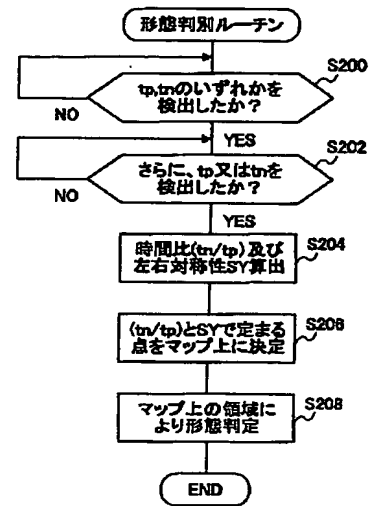 形態判別ルーチン
S200
tp,tnのいずれかを
検出したか？
NO
YES
S202
さらに、tp又はtnを
検出したか？
NO
YES
S204
時間比(tn/tp)及び
左右対称性SY算出
S206
(tn/tp)とSYで定まる
点をマップ上に決定
S208
マップ上の領域に
より形態判定
END